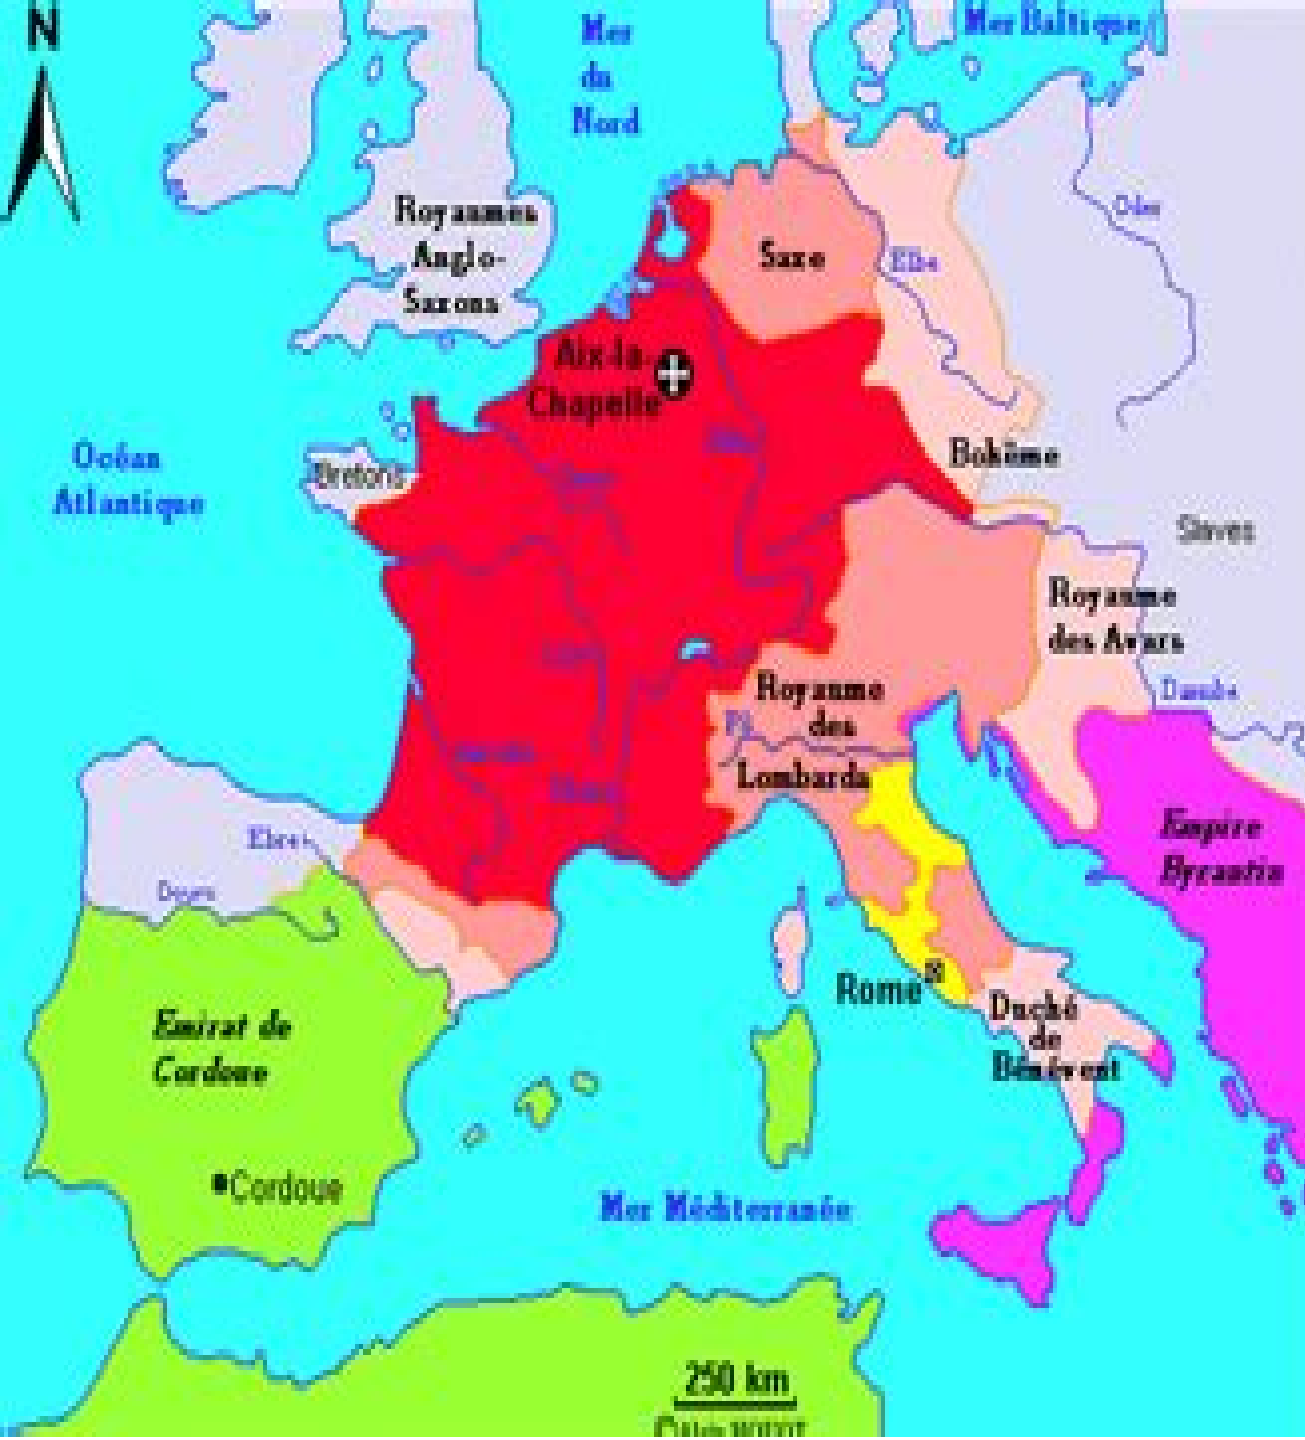 N
Mer
du
Nord
Mer Baltique
Royaumes
Anglo-
Saxons
Saxe
Elbe
Oder
Aix-la-
Chapelle
Océan
Atlantique
Bretons
Bohême
Slaves
Royaume
des Avars
Danube
Royaume
des
Lombards
Pô
Empire
Byzantin
Ebre
Douro
Emirat de
Cordoue
Rome
Duché
de
Bénévent
Cordoue
Mer Méditerranée
250 km